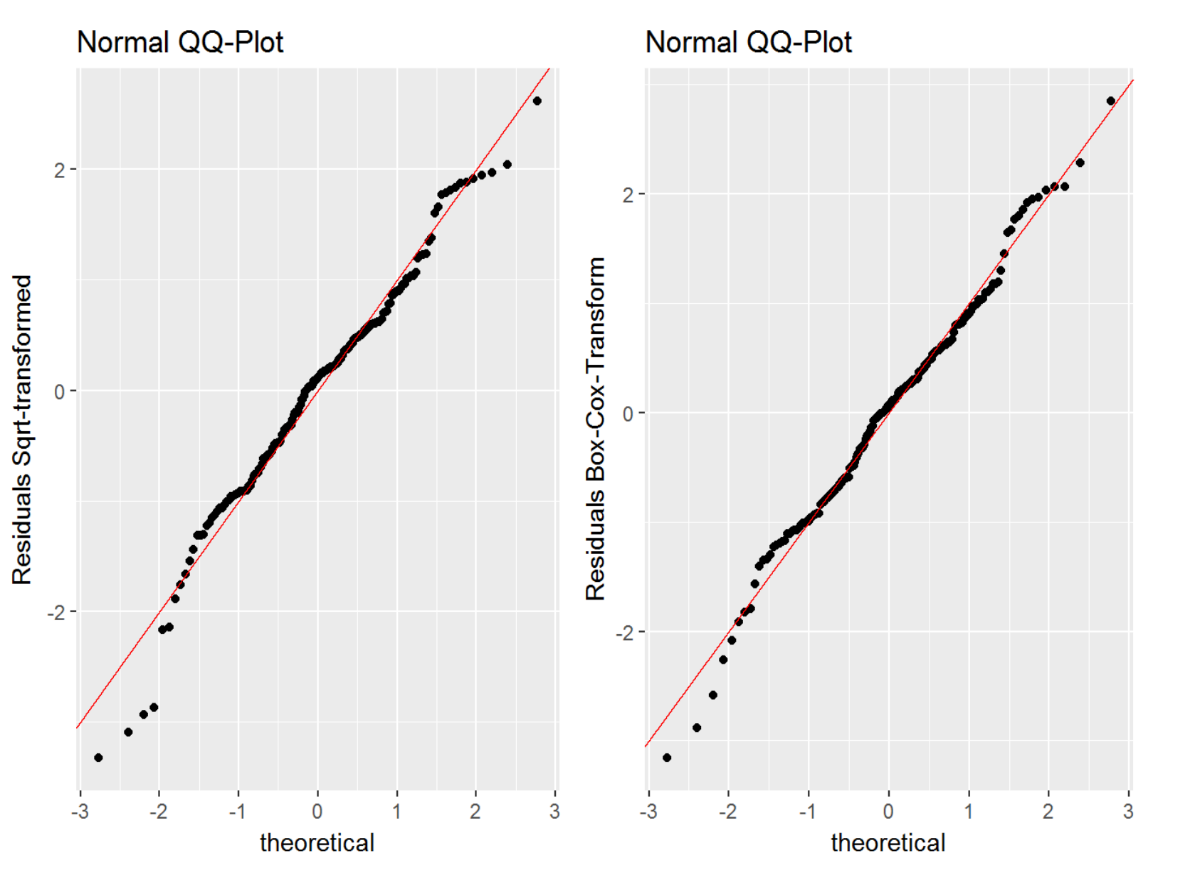 Normal QQ-Plot
Residuals Sqrt-transformed
2
0
-2
-3 -2 -1 0 1 2 3
theoretical
Normal QQ-Plot
Residuals Box-Cox-Transform
2
0
-2
-3 -2 -1 0 1 2 3
theoretical